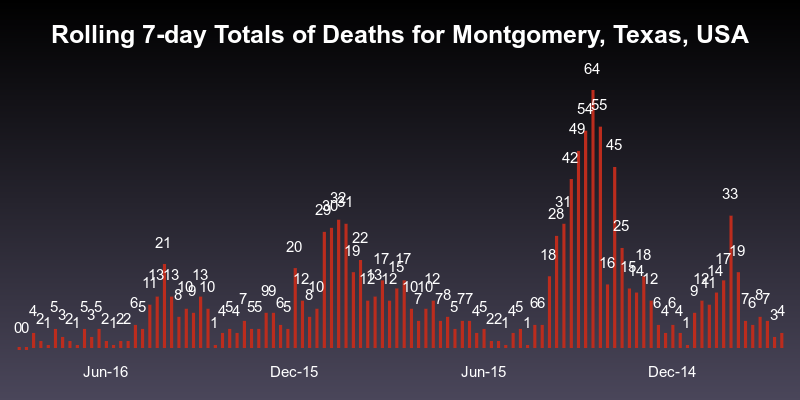 Rolling 7-day Totals of Deaths for Montgomery, Texas, USA
0 0 4 2 1 5 3 2 1 5 3 5 2 1 2 2 6 5 11 13 21 13 8 10 9 13 10 1 4 5 4 7 5 5 9 9 6 5 20 12 8 10 29 30 32 31 19 22 12 13 17 12 15 17 10 7 10 12 7 8 5 7 7 4 5 2 2 1 4 5 1 6 6 18 28 31 42 49 54 64 55 16 45 25 15 14 18 12 6 4 6 4 1 9 12 11 14 17 33 19 7 6 8 7 3 4
Jun-16 Dec-15 Jun-15 Dec-14